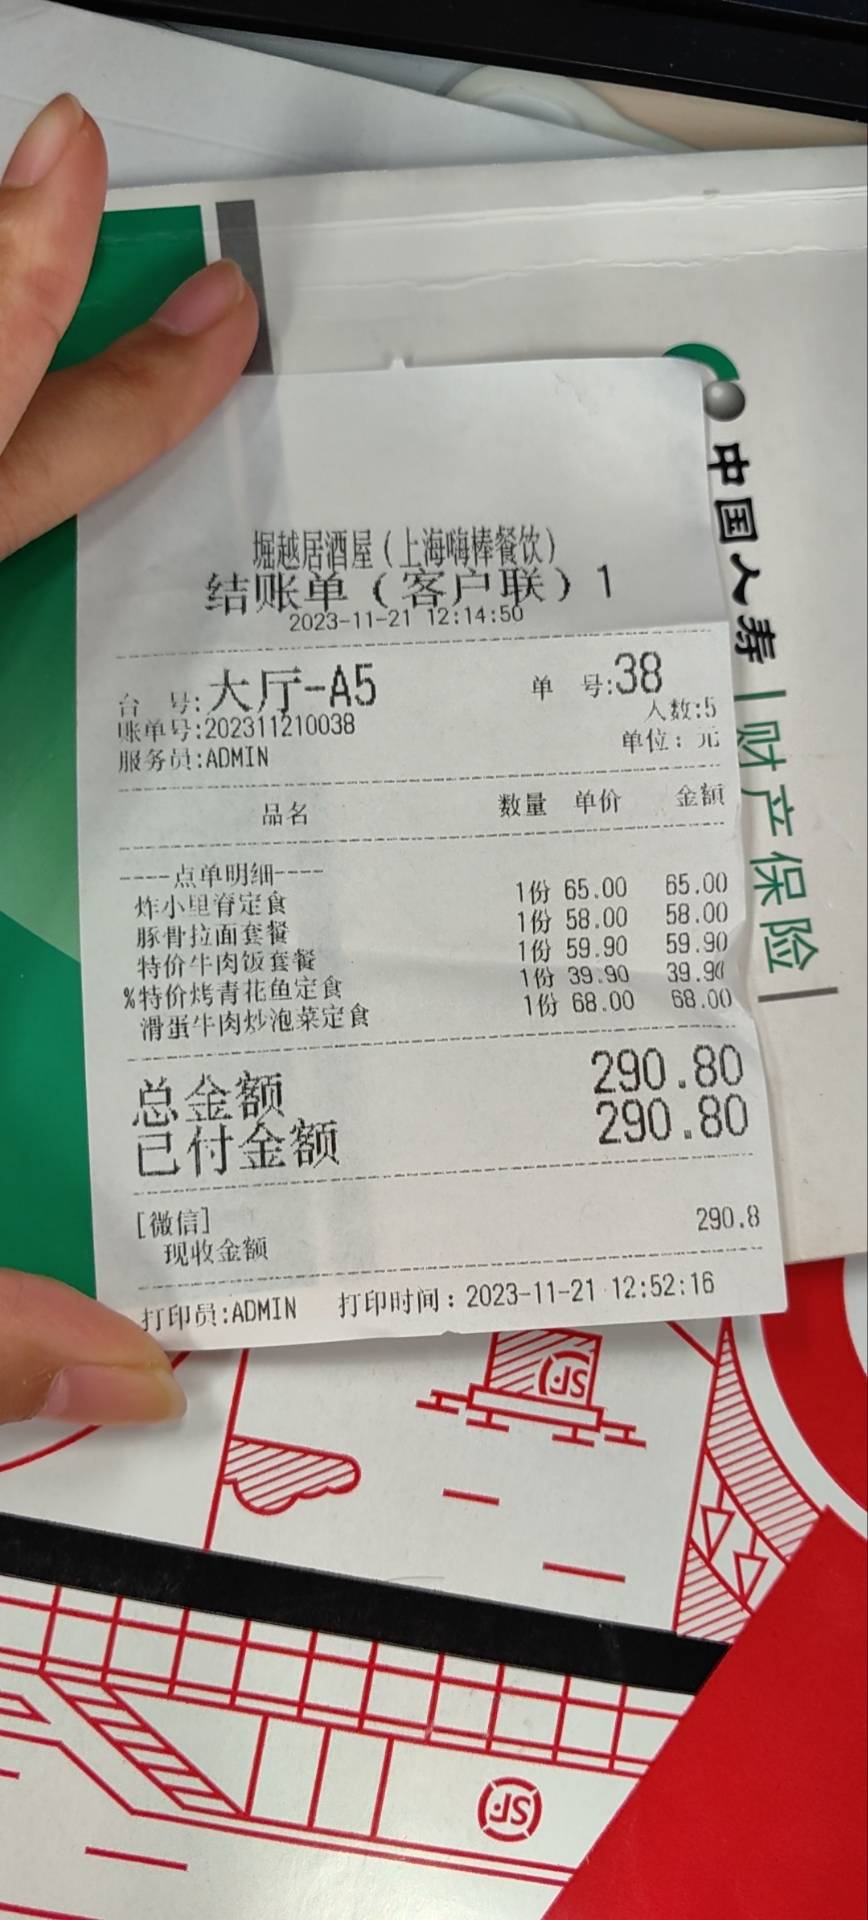 堀越居酒屋（上海嗨棒餐饮）
结账单（客户联）1
2023-11-21 12:14:50
台 号:大厅-A5 单 号:38
账单号:202311210038 人数:5
服务员:ADMIN 单位：元
品名 数量 单价 金额
----点单明细----
炸小里脊定食 1份 65.00 65.00
豚骨拉面套餐 1份 58.00 58.00
特价牛肉饭套餐 1份 59.90 59.90
%特价烤青花鱼定食 1份 39.90 39.90
滑蛋牛肉炒泡菜定食 1份 68.00 68.00
总金额 290.80
已付金额 290.80
[微信] 290.8
现收金额
打印员:ADMIN 打印时间：2023-11-21 12:52:16
中国人寿|财产保险|
SF
SF